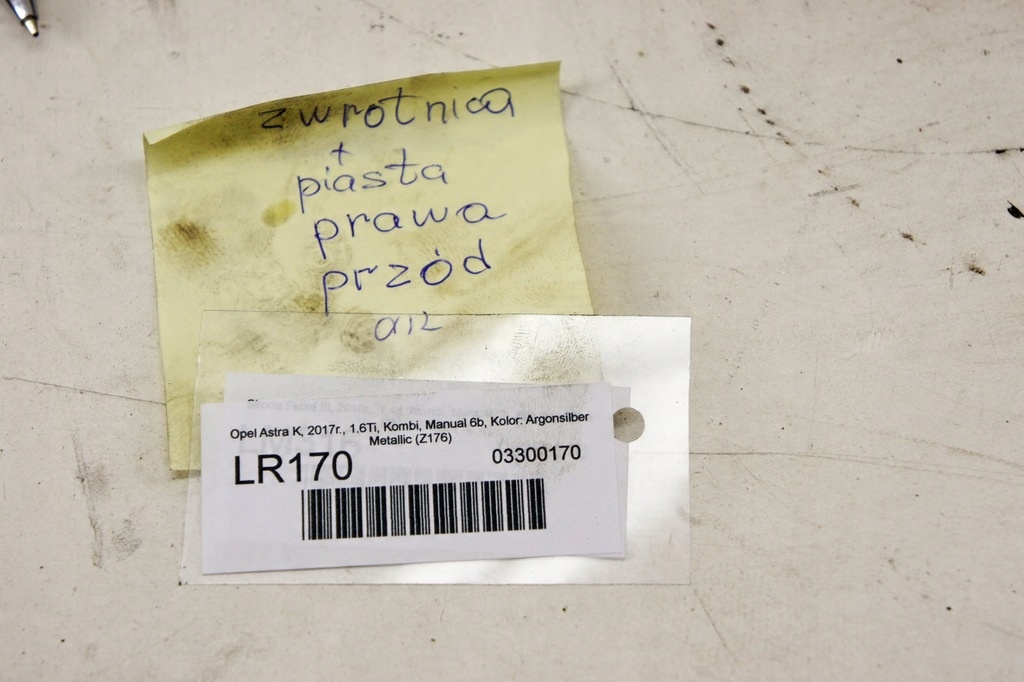 zwrotnica
+
piasta
prawa
przód
Opel Astra K, 2017r., 1.6Ti, Kombi, Manual 6b, Kolor: Argonsilber
Metallic (Z176)
LR170
03300170